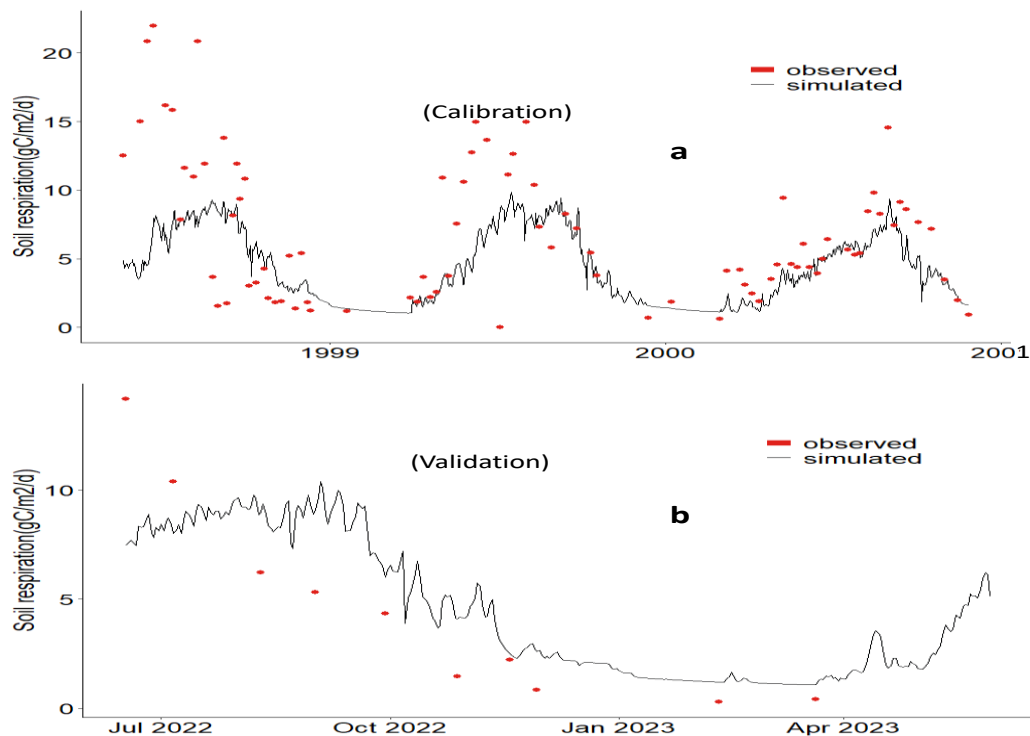 20
15
10
5
0
Soil respiration(gC/m2/d)
observed
simulated
(Calibration)
a
1999
2000
2001
10
5
0
Soil respiration(gC/m2/d)
observed
simulated
(Validation)
b
Jul 2022
Oct 2022
Jan 2023
Apr 2023